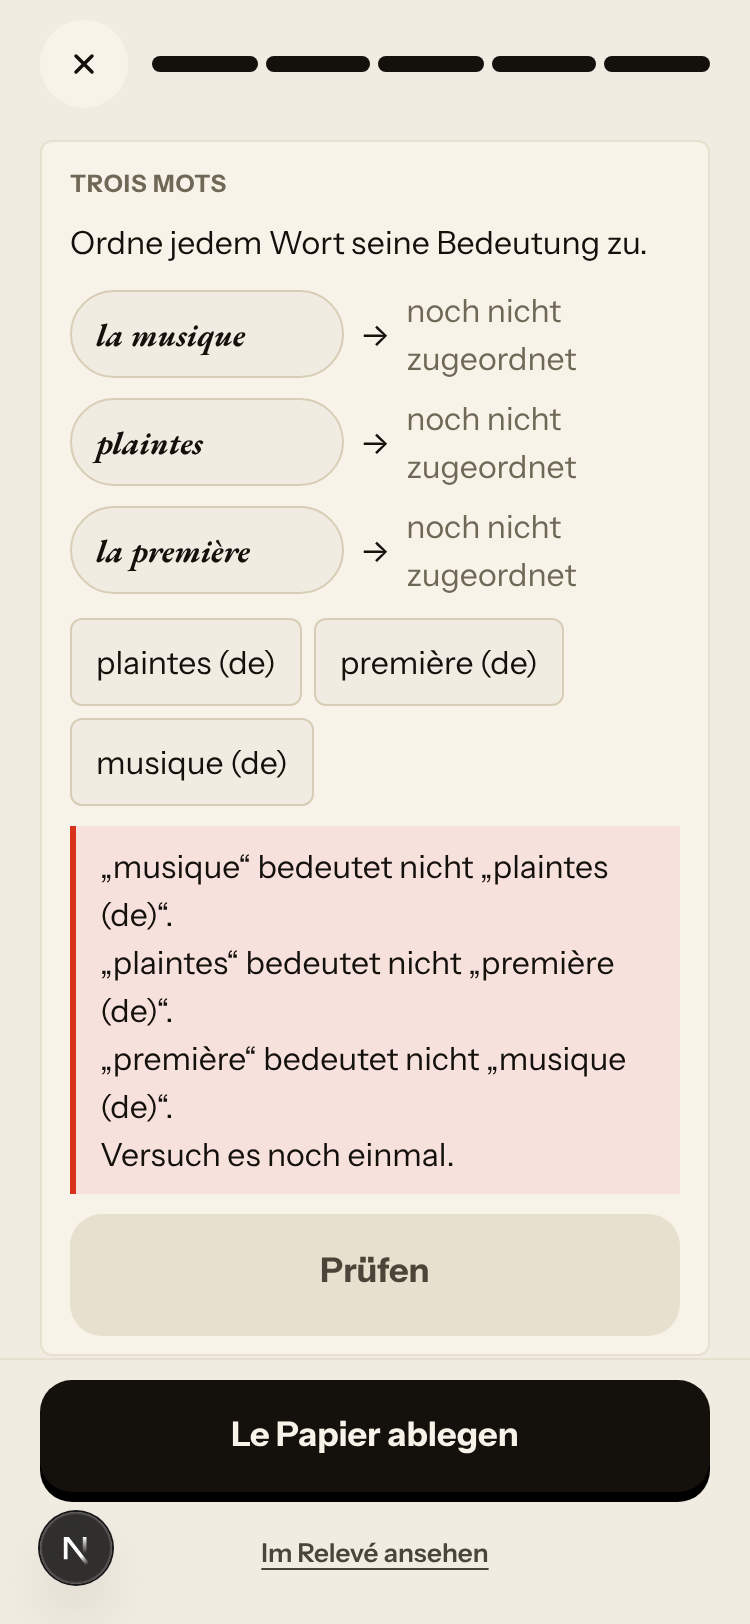 TROIS MOTS
Ordne jedem Wort seine Bedeutung zu.
la musique → noch nicht
zugeordnet
plaintes → noch nicht
zugeordnet
la première → noch nicht
zugeordnet
plaintes (de) première (de)
musique (de)
„musique“ bedeutet nicht „plaintes
(de)“.
„plaintes“ bedeutet nicht „première
(de)“.
„première“ bedeutet nicht „musique
(de)“.
Versuch es noch einmal.
Prüfen
Le Papier ablegen
N
Im Relevé ansehen